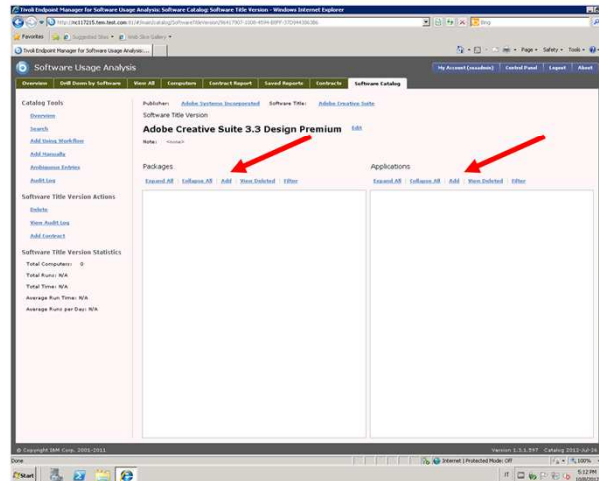 Tivoli Endpoint Manager for Software Usage Analysis: Software Catalog: Software Title Version - Windows Internet Explorer
Bing
Favorites Suggested Sites Web Slice Gallery
Tivoli Endpoint Manager for Software Usage Analysis:...
Page Safety Tools
Software Usage Analysis
My Account (ssaadmin) Control Panel Logout About
Overview Drill Down by Software View All Computers Contract Report Saved Reports Contracts Software Catalog
Catalog Tools
Overview
Search
Add Using Workflow
Add Manually
Ambiguous Entries
Audit Log
Software Title Version Actions
Delete
View Audit Log
Add Contract
Software Title Version Statistics
Total Computers: 0
Total Runs: N/A
Total Time: N/A
Average Run Time: N/A
Average Runs per Day: N/A
Publisher: Adobe Systems Incorporated Software Title: Adobe Creative Suite
Software Title Version
Adobe Creative Suite 3.3 Design Premium Edit
Note: <none>
Packages
Expand All Collapse All Add View Deleted Filter
Applications
Expand All Collapse All Add View Deleted Filter
© Copyright IBM Corp. 2001-2011.
Done
Internet | Protected Mode: Off
100%
Start
5:12 PM